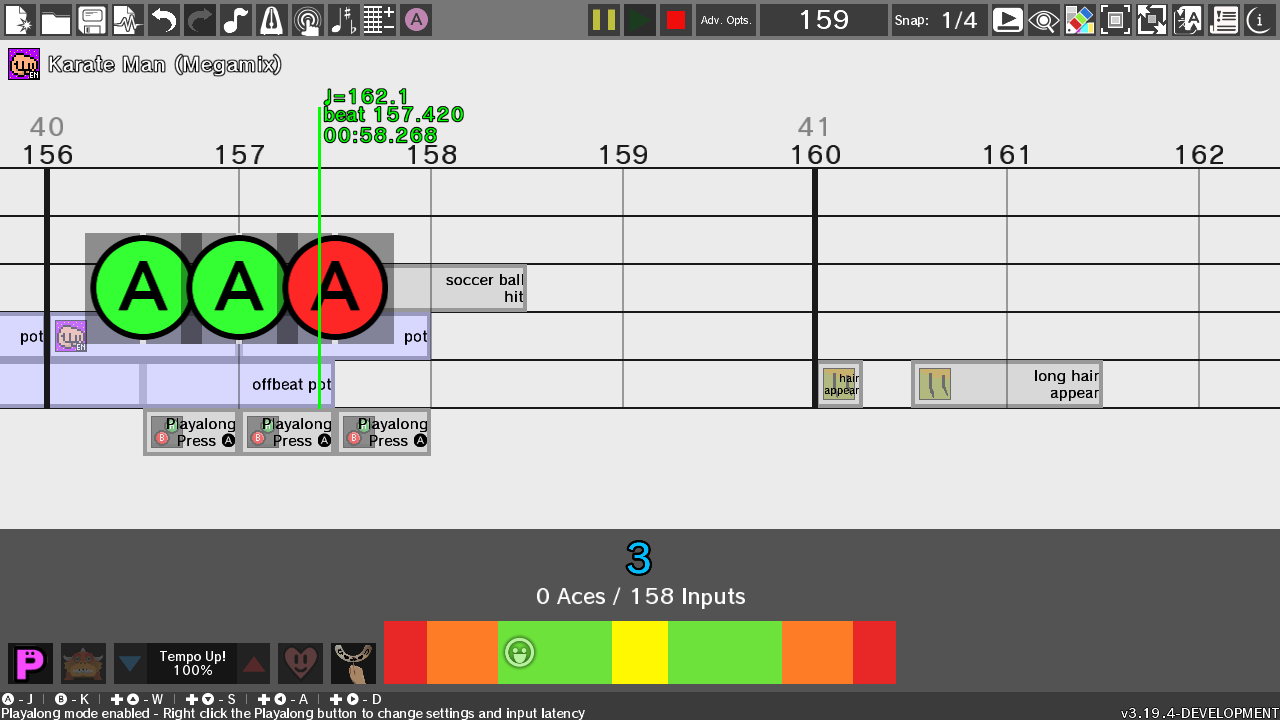 A
Adv. Opts.
159
Snap: 1/4
EN
Karate Man (Megamix)
♩=162.1
beat 157.420
00:58.268
40
41
156
157
158
159
160
161
162
A
A
A
soccer ball
hit
pot
EN
pot
offbeat pot
hair
appear
long hair
appear
Playalong
B Press A
Playalong
B Press A
Playalong
B Press A
3
0 Aces / 158 Inputs
P
Tempo Up!
100%
A - J | B - K | ✚▲ - W | ✚▼ - S | ✚◀ - A | ✚▶ - D
Playalong mode enabled - Right click the Playalong button to change settings and input latency
v3.19.4-DEVELOPMENT